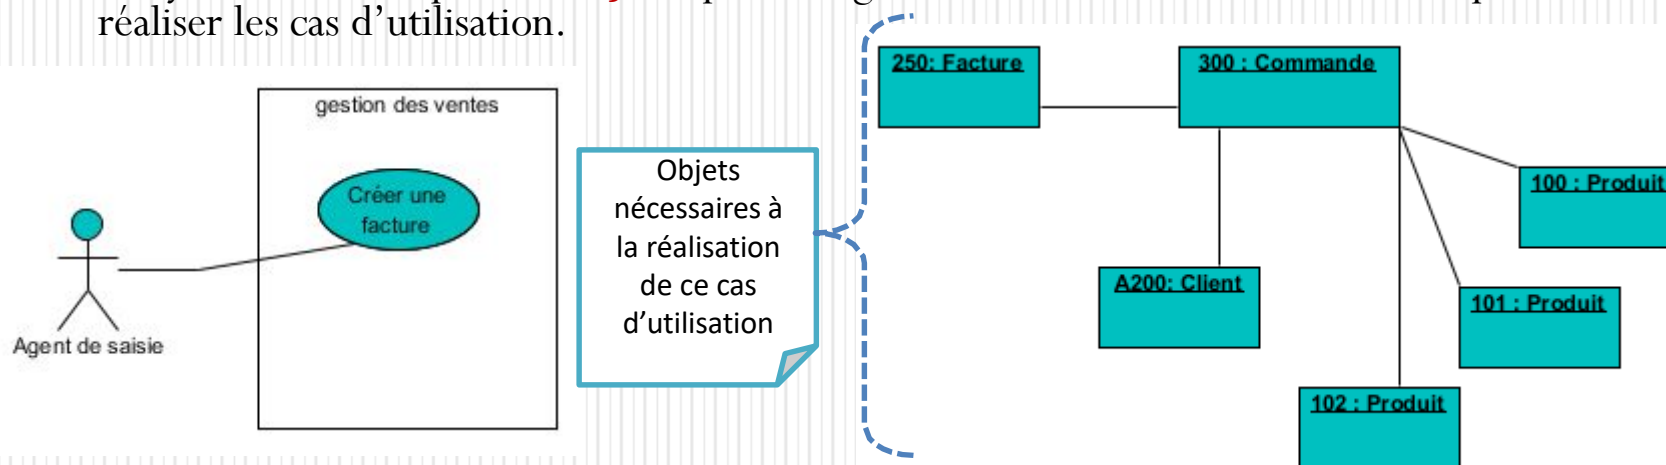 réaliser les cas d’utilisation.
gestion des ventes
Créer une
facture
Agent de saisie
Objets
nécessaires à
la réalisation
de ce cas
d’utilisation
250: Facture
300 : Commande
100 : Produit
A200: Client
101 : Produit
102 : Produit